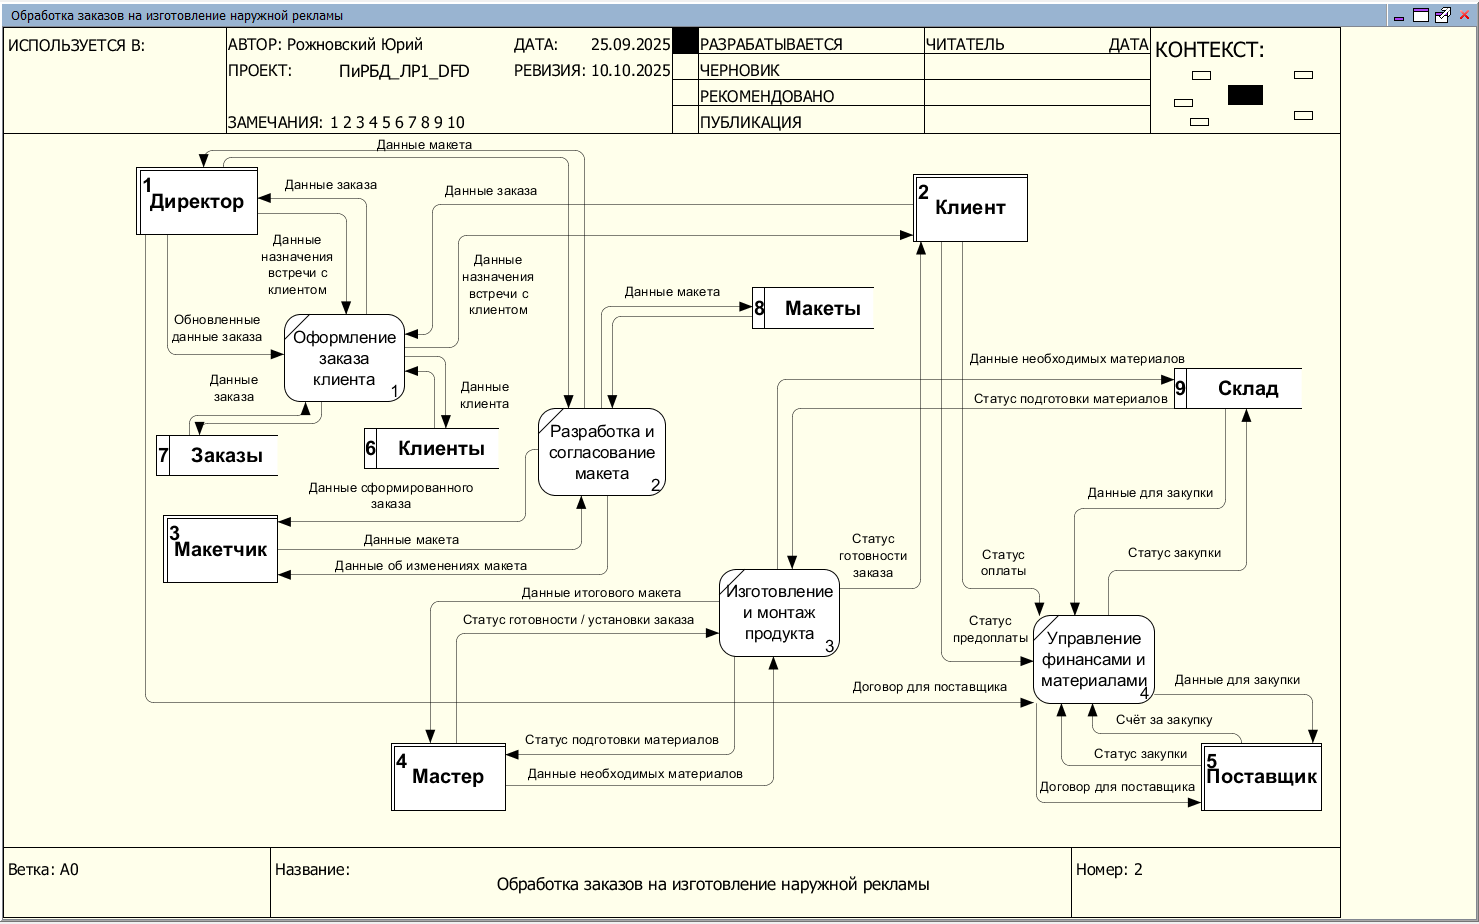 Обработка заказов на изготовление наружной рекламы
ИСПОЛЬЗУЕТСЯ В:
АВТОР: Рожновский Юрий
ДАТА: 25.09.2025
ПРОЕКТ: ПиРБД_ЛР1_DFD
РЕВИЗИЯ: 10.10.2025
ЗАМЕЧАНИЯ: 1 2 3 4 5 6 7 8 9 10
РАЗРАБАТЫВАЕТСЯ
ЧЕРНОВИК
РЕКОМЕНДОВАНО
ПУБЛИКАЦИЯ
ЧИТАТЕЛЬ
ДАТА
КОНТЕКСТ:
Данные макета
1
Директор
Данные заказа
Данные заказа
2
Клиент
Данные
назначения
встречи с
клиентом
Данные
назначения
встречи с
клиентом
Данные макета
8
Макеты
Обновленные
данные заказа
Оформление
заказа
клиента
1
Данные
заказа
Данные
клиента
Данные необходимых материалов
9
Склад
Статус подготовки материалов
7
Заказы
6
Клиенты
Разработка и
согласование
макета
2
Данные сформированного
заказа
Данные для закупки
3
Макетчик
Данные макета
Данные об изменениях макета
Статус
готовности
заказа
Статус
оплаты
Статус закупки
Данные итогового макета
Статус готовности / установки заказа
Изготовление
и монтаж
продукта
3
Статус
предоплаты
Управление
финансами и
материалами
4
Договор для поставщика
Данные для закупки
Счёт за закупку
Статус подготовки материалов
Статус закупки
4
Мастер
Данные необходимых материалов
5
Поставщик
Договор для поставщика
Ветка: A0
Название:
Обработка заказов на изготовление наружной рекламы
Номер: 2